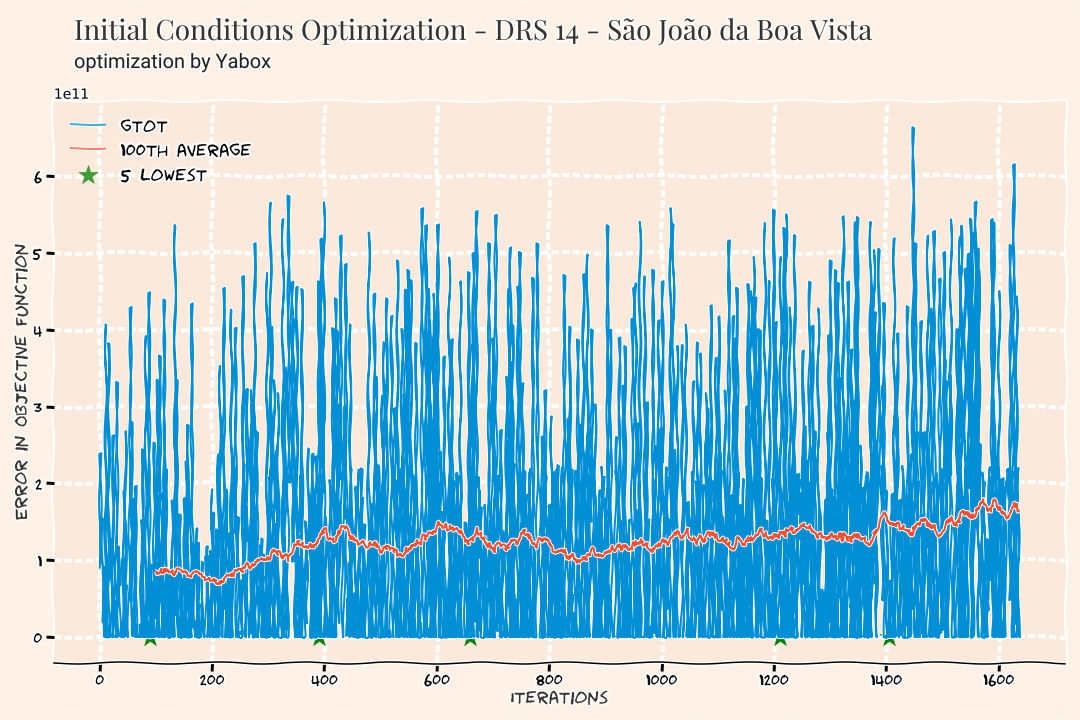 Initial Conditions Optimization - DRS 14 - São João da Boa Vista
optimization by Yabox
1e11
GTOT
100TH AVERAGE
5 LOWEST
6
5
4
3
2
1
0
ERROR IN OBJECTIVE FUNCTION
0 200 400 600 800 1000 1200 1400 1600
ITERATIONS